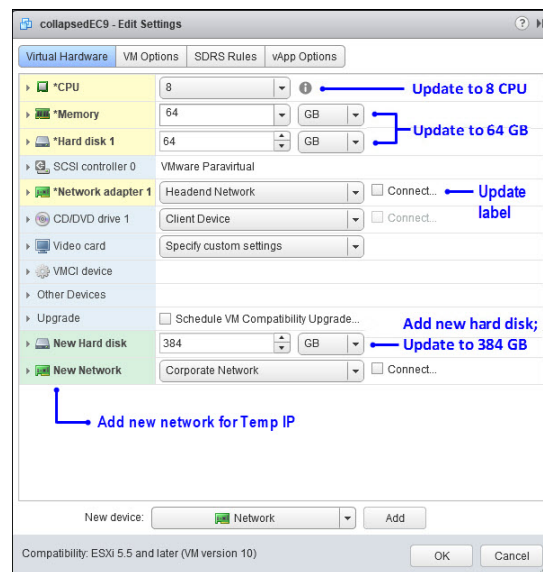 collapsedEC9 - Edit Settings
?
Virtual Hardware VM Options SDRS Rules vApp Options
*CPU 8 Update to 8 CPU
*Memory 64 GB
Update to 64 GB
*Hard disk 1 64 GB
SCSI controller 0 VMware Paravirtual
*Network adapter 1 Headend Network Connect... Update
label
CD/DVD drive 1 Client Device Connect...
Video card Specify custom settings
VMCI device
Other Devices
Upgrade Schedule VM Compatibility Upgrade...
Add new hard disk;
New Hard disk 384 GB Update to 384 GB
New Network Corporate Network Connect...
Add new network for Temp IP
New device: Network Add
Compatibility: ESXi 5.5 and later (VM version 10) OK Cancel